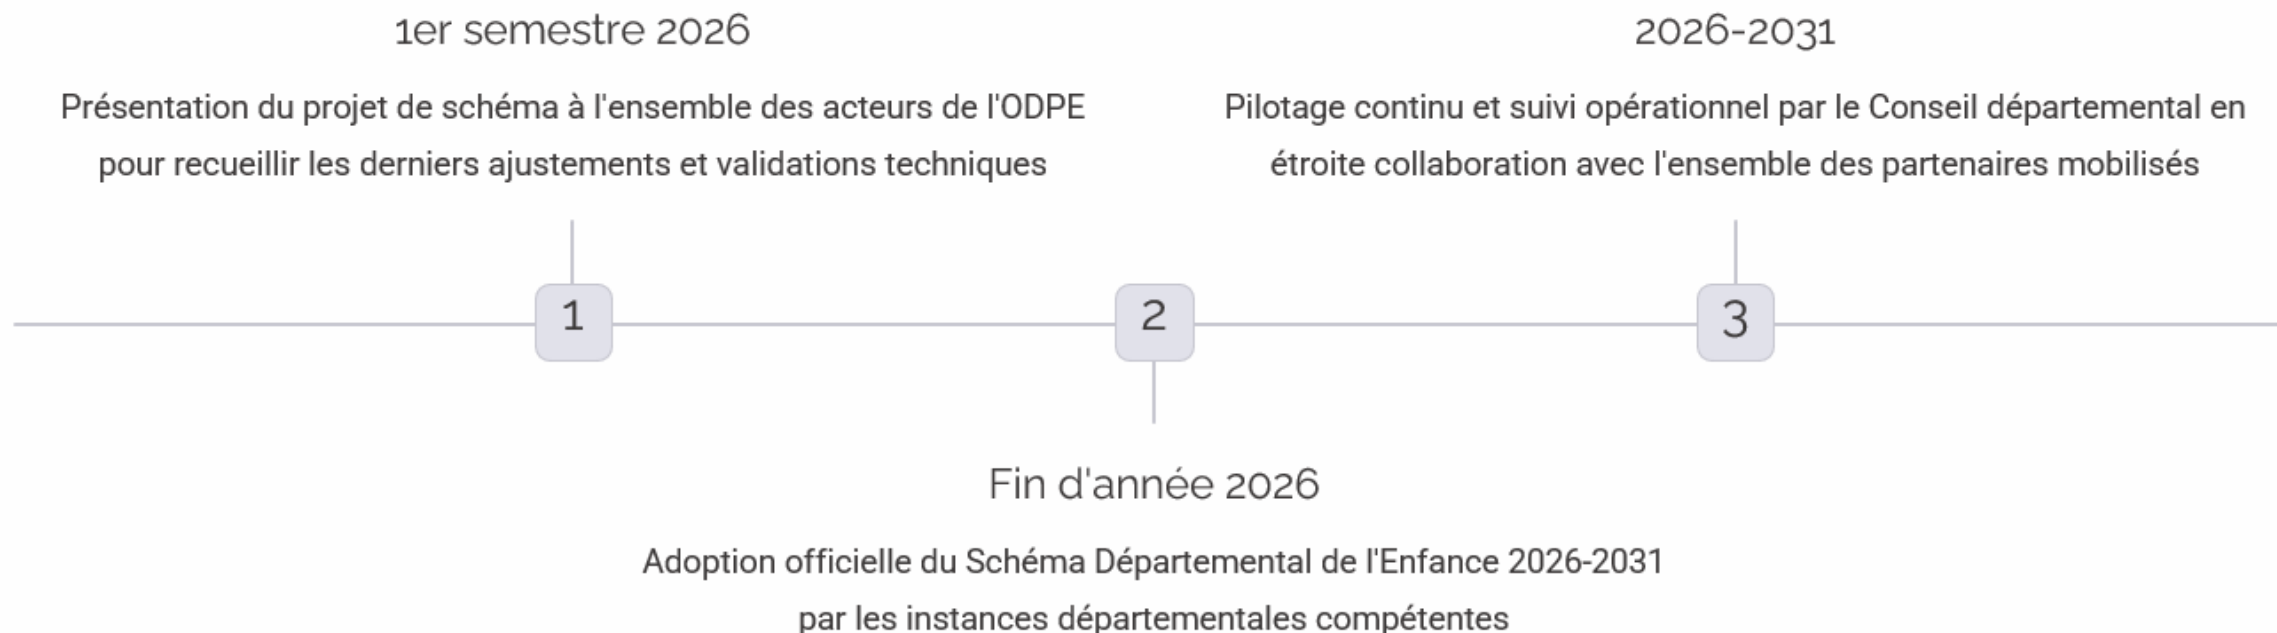 1er semestre 2026
Présentation du projet de schéma à l'ensemble des acteurs de l'ODPE
pour recueillir les derniers ajustements et validations techniques
2026-2031
Pilotage continu et suivi opérationnel par le Conseil départemental en
étroite collaboration avec l'ensemble des partenaires mobilisés
1
2
3
Fin d'année 2026
Adoption officielle du Schéma Départemental de l'Enfance 2026-2031
par les instances départementales compétentes